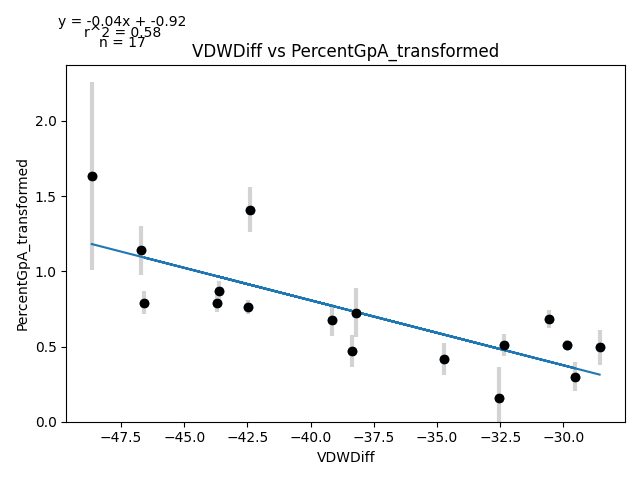 y = -0.04x + -0.92
r^2 = 0.58
n = 17
VDWDiff vs PercentGpA_transformed
PercentGpA_transformed
2.0
1.5
1.0
0.5
0.0
−47.5 −45.0 −42.5 −40.0 −37.5 −35.0 −32.5 −30.0
VDWDiff